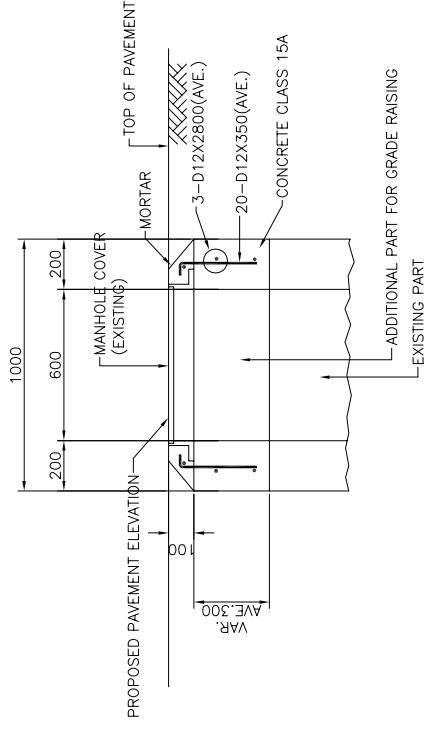 1000
200
600
200
PROPOSED PAVEMENT ELEVATION
MANHOLE COVER
(EXISTING)
MORTAR
TOP OF PAVEMENT
100
3-D12X2800(AVE.)
20-D12X350(AVE.)
VAR.
AVE.300
CONCRETE CLASS 15A
ADDITIONAL PART FOR GRADE RAISING
EXISTING PART